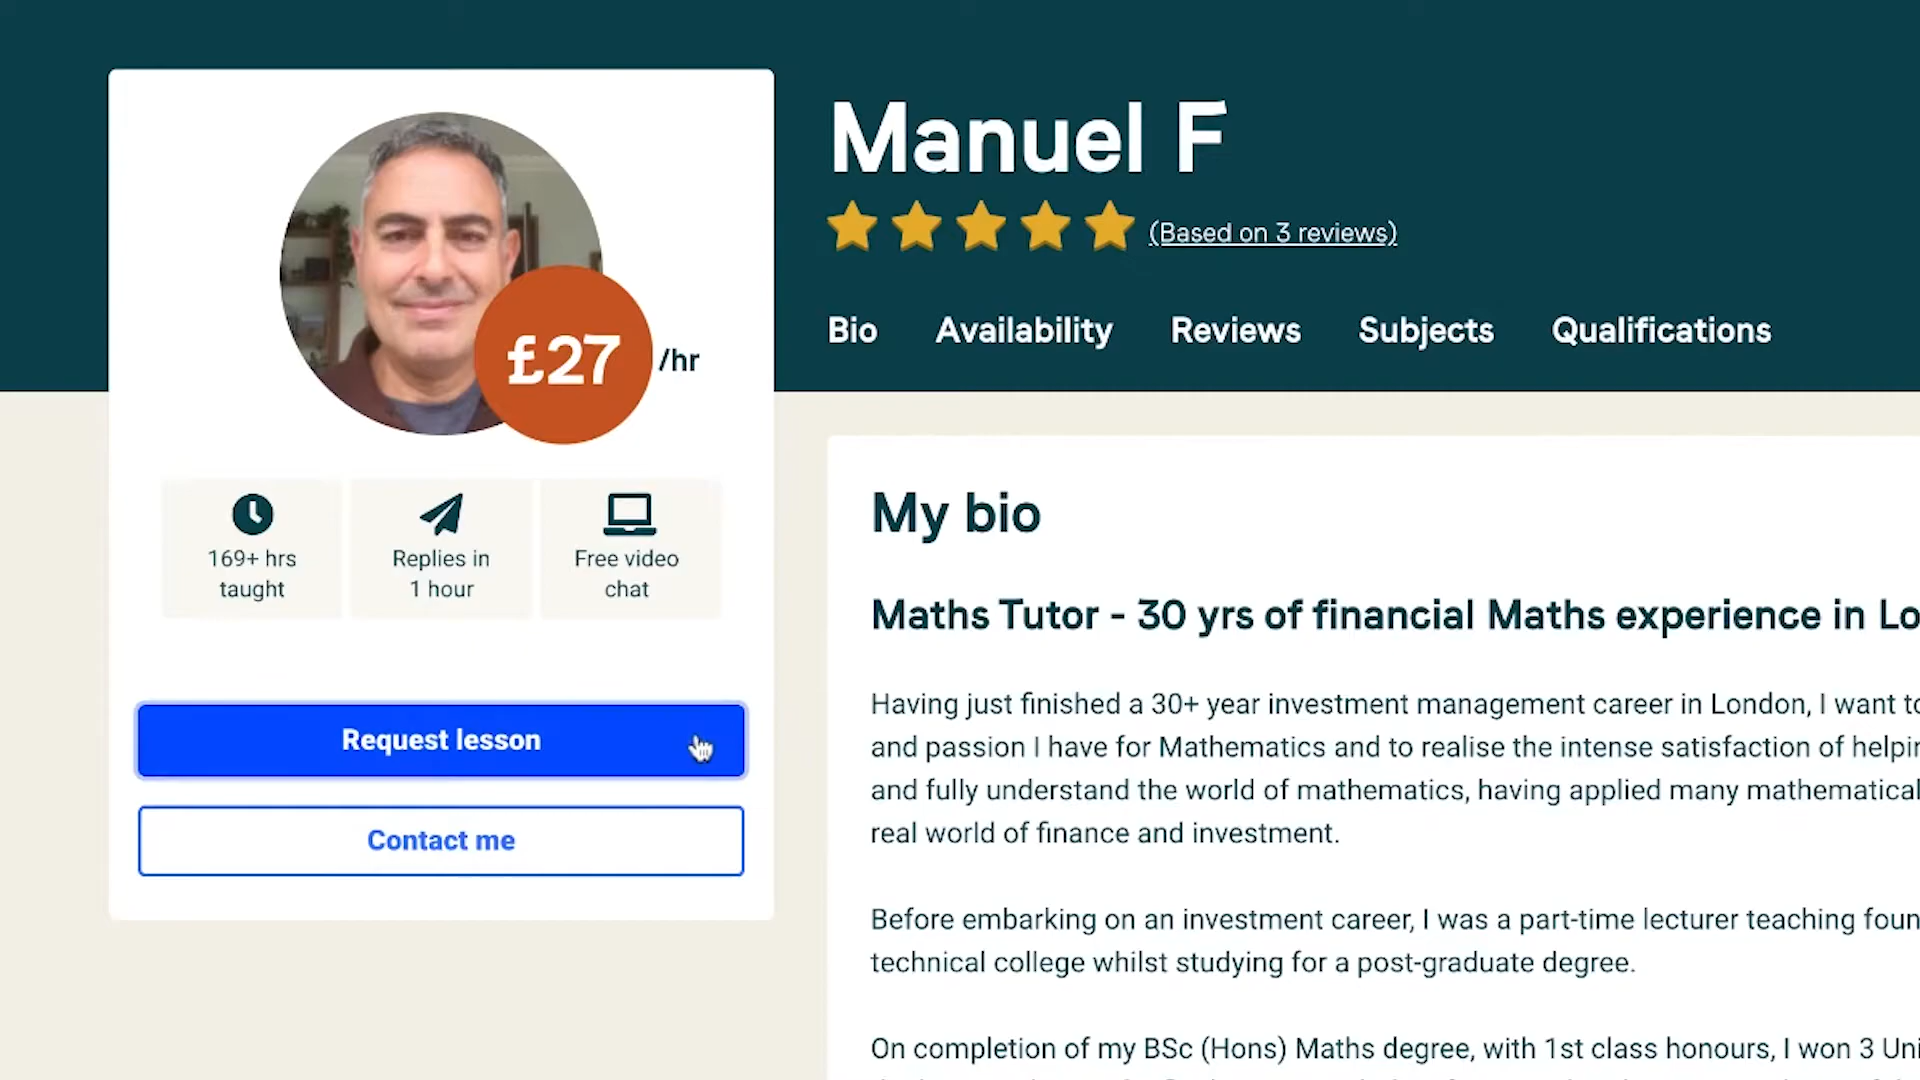 Manuel F
(Based on 3 reviews)
Bio Availability Reviews Subjects Qualifications
£27 /hr
169+ hrs
taught
Replies in
1 hour
Free video
chat
Request lesson
Contact me
My bio
Maths Tutor - 30 yrs of financial Maths experience in
Having just finished a 30+ year investment management career in London, I want
and passion I have for Mathematics and to realise the intense satisfaction of
and fully understand the world of mathematics, having applied many mathematical
real world of finance and investment.
Before embarking on an investment career, I was a part-time lecturer teaching
technical college whilst studying for a post-graduate degree.
On completion of my BSc (Hons) Maths degree, with 1st class honours, I won 3